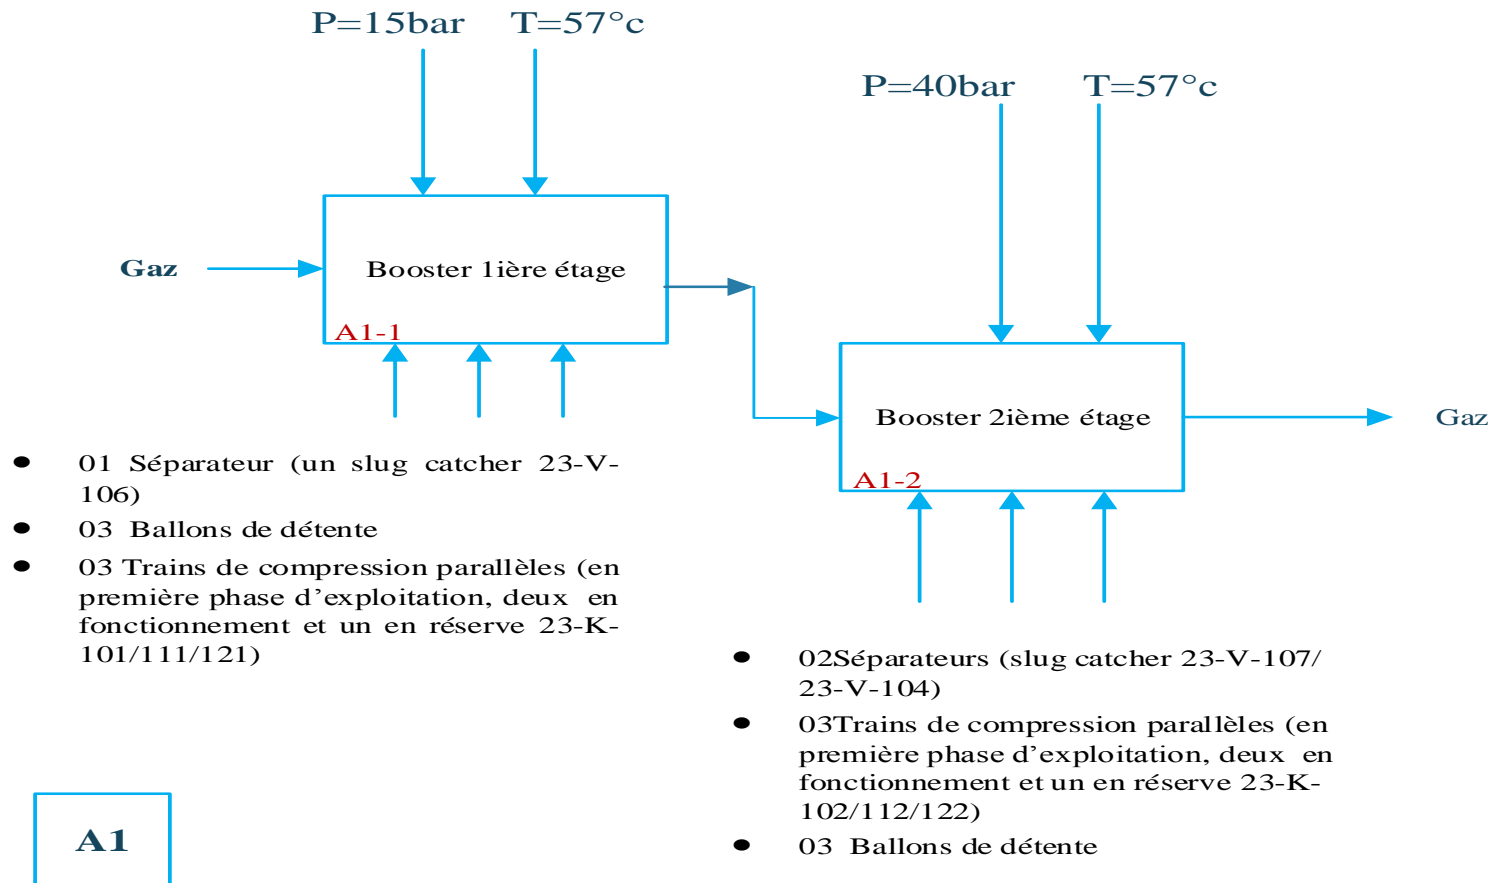 P=15bar T=57°c
P=40bar T=57°c
Gaz
Booster 1ière étage
A1-1
Booster 2ième étage
A1-2
Gaz
• 01 Séparateur (un slug catcher 23-V-
106)
• 03 Ballons de détente
• 03 Trains de compression parallèles (en
première phase d’exploitation, deux en
fonctionnement et un en réserve 23-K-
101/111/121)
• 02Séparateurs (slug catcher 23-V-107/
23-V-104)
• 03Trains de compression parallèles (en
première phase d’exploitation, deux en
fonctionnement et un en réserve 23-K-
102/112/122)
• 03 Ballons de détente
A1